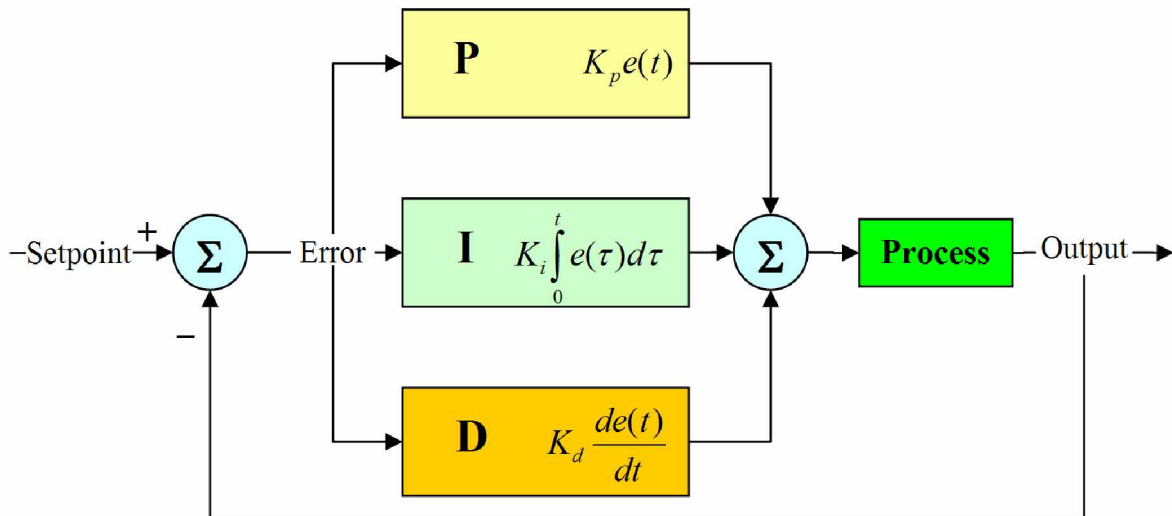 P K_p e(t)
−Setpoint + Σ Error I K_i ∫_0^t e(τ)dτ Σ Process Output
−
D K_d de(t)/dt